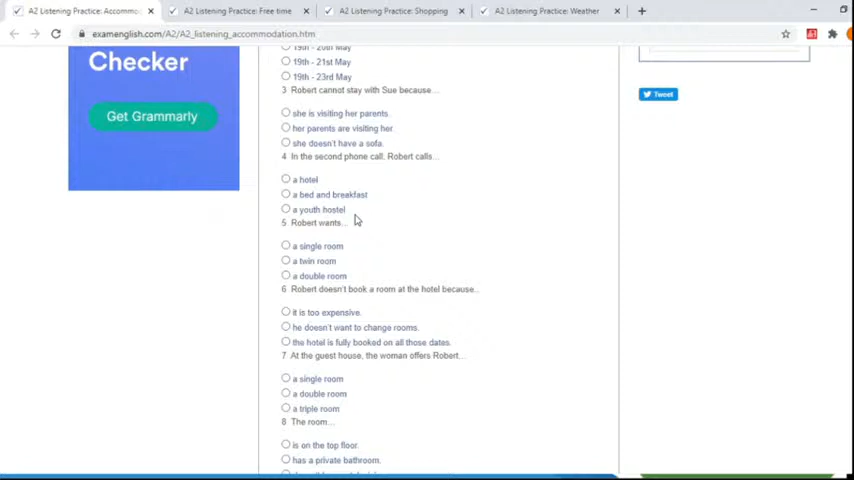 A2 Listening Practice: Accommo
A2 Listening Practice: Free time
A2 Listening Practice: Shopping
A2 Listening Practice: Weather
examenglish.com/A2/A2_listening_accommodation.htm
Checker
Get Grammarly
19th - 20th May
19th - 21st May
19th - 23rd May
3 Robert cannot stay with Sue because...
she is visiting her parents.
her parents are visiting her
she doesn't have a sofa.
4 In the second phone call, Robert calls...
a hotel
a bed and breakfast
a youth hostel
5 Robert wants...
a single room
a twin room
a double room
6 Robert doesn't book a room at the hotel because...
it is too expensive.
he doesn't want to change rooms.
the hotel is fully booked on all those dates.
7 At the guest house, the woman offers Robert...
a single room
a double room
a triple room
8 The room...
is on the top floor.
has a private bathroom.
Tweet